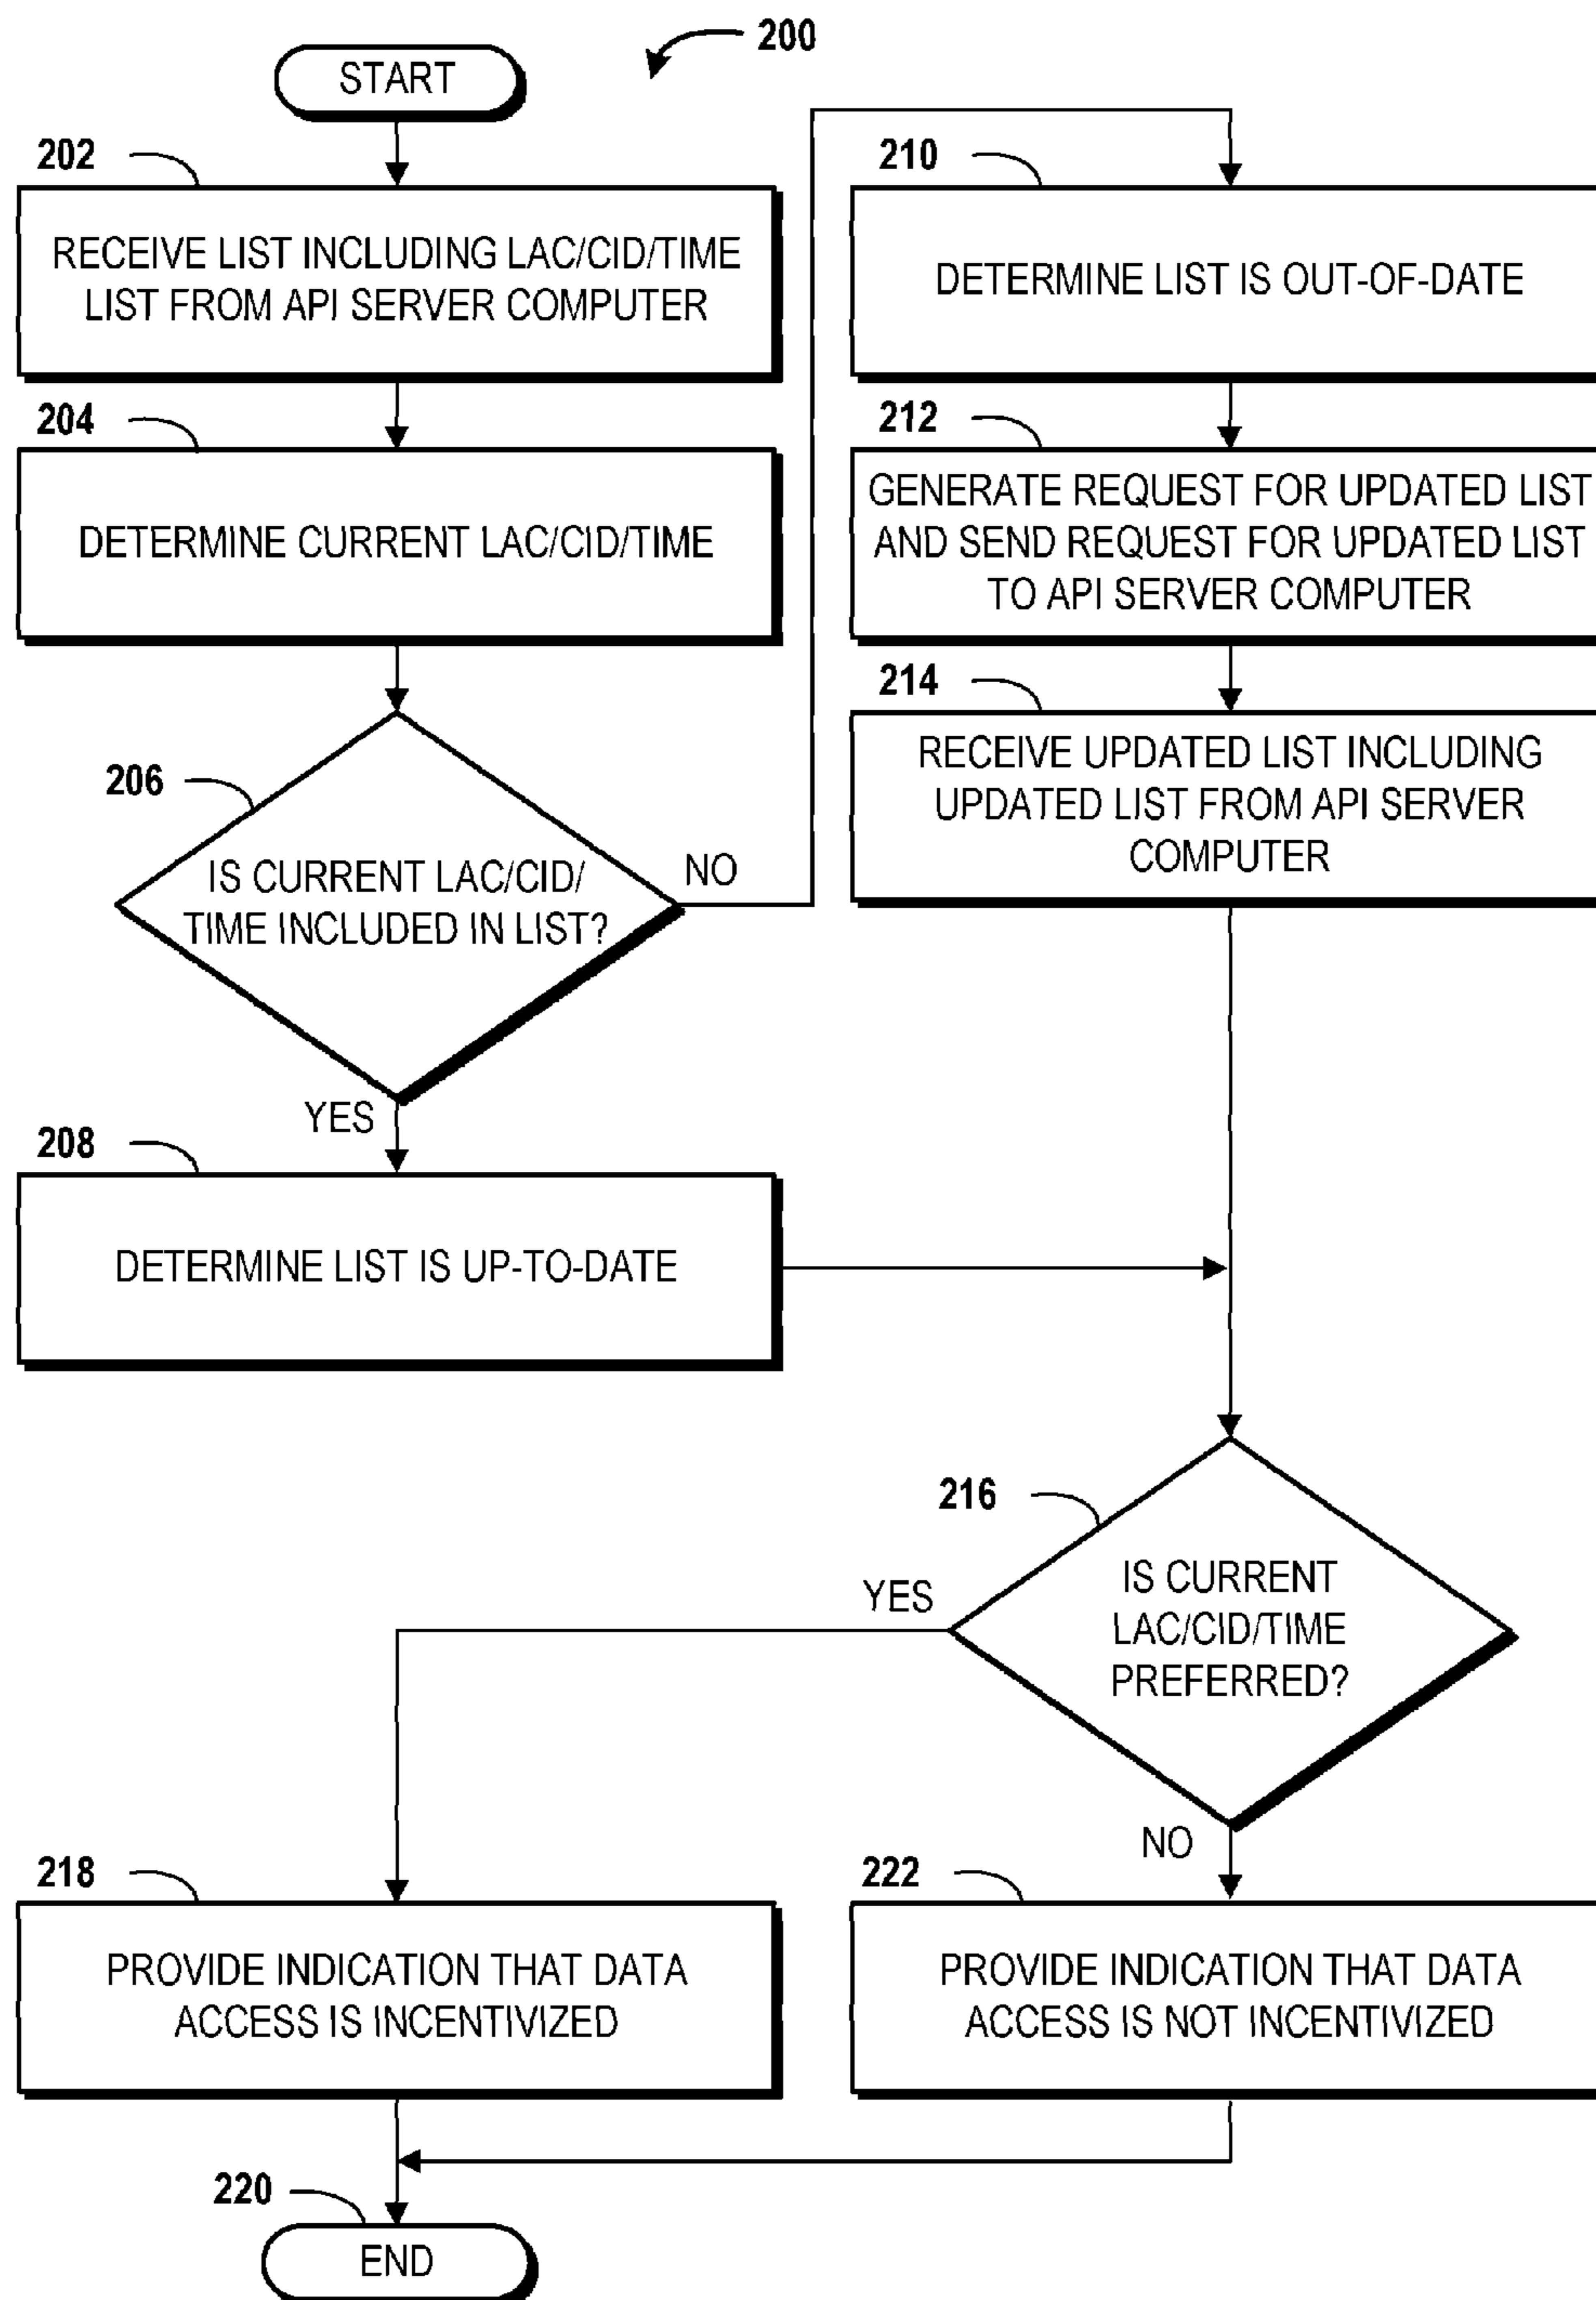 200
START
202
RECEIVE LIST INCLUDING LAC/CID/TIME
LIST FROM API SERVER COMPUTER
204
DETERMINE CURRENT LAC/CID/TIME
206
IS CURRENT LAC/CID/
TIME INCLUDED IN LIST?
NO
YES
208
DETERMINE LIST IS UP-TO-DATE
210
DETERMINE LIST IS OUT-OF-DATE
212
GENERATE REQUEST FOR UPDATED LIST
AND SEND REQUEST FOR UPDATED LIST
TO API SERVER COMPUTER
214
RECEIVE UPDATED LIST INCLUDING
UPDATED LIST FROM API SERVER
COMPUTER
216
IS CURRENT
LAC/CID/TIME
PREFERRED?
YES
NO
218
PROVIDE INDICATION THAT DATA
ACCESS IS INCENTIVIZED
222
PROVIDE INDICATION THAT DATA
ACCESS IS NOT INCENTIVIZED
220
END